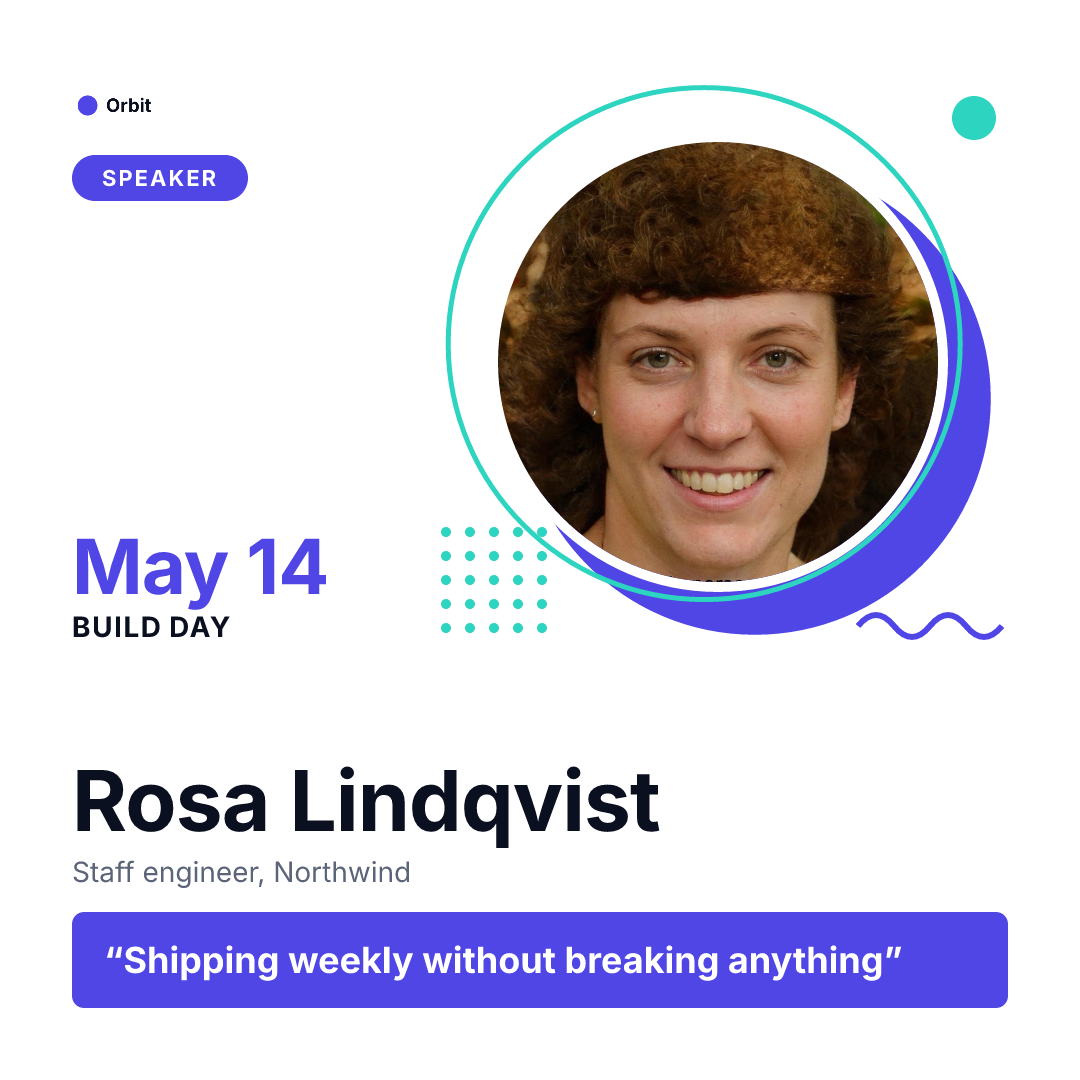 Orbit
SPEAKER
May 14
BUILD DAY
Rosa Lindqvist
Staff engineer, Northwind
“Shipping weekly without breaking anything”